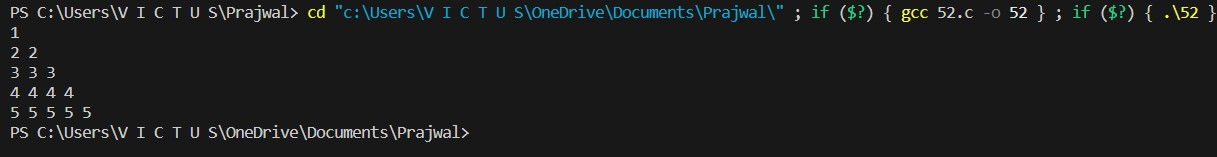 PS C:\Users\V I C T U S\Prajwal> cd "c:\Users\V I C T U S\OneDrive\Documents\Prajwal\" ; if ($?) { gcc 52.c -o 52 } ; if ($?) { .\52 }
1
2 2
3 3 3
4 4 4 4
5 5 5 5 5
PS C:\Users\V I C T U S\OneDrive\Documents\Prajwal>